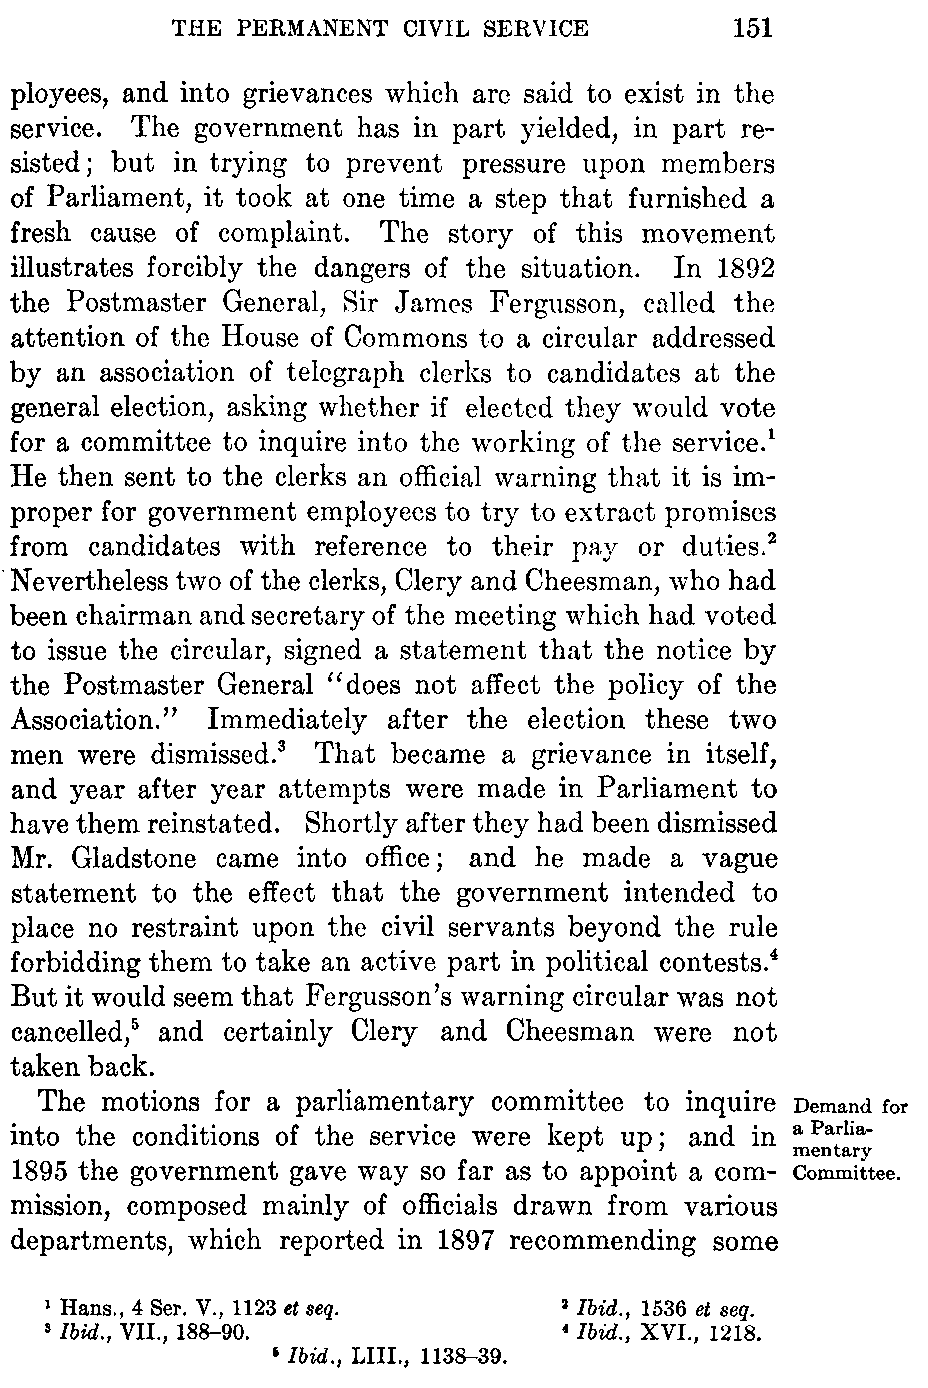 THE PERMANENT CIVIL SERVICE 151
ployees, and into grievances which are said to exist in the
service. The government has in part yielded, in part re-
sisted; but in trying to prevent pressure upon members
of Parliament, it took at one time a step that furnished a
fresh cause of complaint. The story of this movement
illustrates forcibly the dangers of the situation. In 1892
the Postmaster General, Sir James Fergusson, called the
attention of the House of Commons to a circular addressed
by an association of telegraph clerks to candidates at the
general election, asking whether if elected they would vote
for a committee to inquire into the working of the service.¹
He then sent to the clerks an official warning that it is im-
proper for government employees to try to extract promises
from candidates with reference to their pay or duties.²
Nevertheless two of the clerks, Clery and Cheesman, who had
been chairman and secretary of the meeting which had voted
to issue the circular, signed a statement that the notice by
the Postmaster General "does not affect the policy of the
Association." Immediately after the election these two
men were dismissed.³ That became a grievance in itself,
and year after year attempts were made in Parliament to
have them reinstated. Shortly after they had been dismissed
Mr. Gladstone came into office; and he made a vague
statement to the effect that the government intended to
place no restraint upon the civil servants beyond the rule
forbidding them to take an active part in political contests.⁴
But it would seem that Fergusson's warning circular was not
cancelled,⁵ and certainly Clery and Cheesman were not
taken back.
The motions for a parliamentary committee to inquire
into the conditions of the service were kept up; and in
1895 the government gave way so far as to appoint a com-
mission, composed mainly of officials drawn from various
departments, which reported in 1897 recommending some
Demand for
a Parlia-
mentary
Committee.
¹ Hans., 4 Ser. V., 1123 et seq. ² Ibid., 1536 et seq.
³ Ibid., VII., 188–90. ⁴ Ibid., XVI., 1218.
⁵ Ibid., LIII., 1138–39.